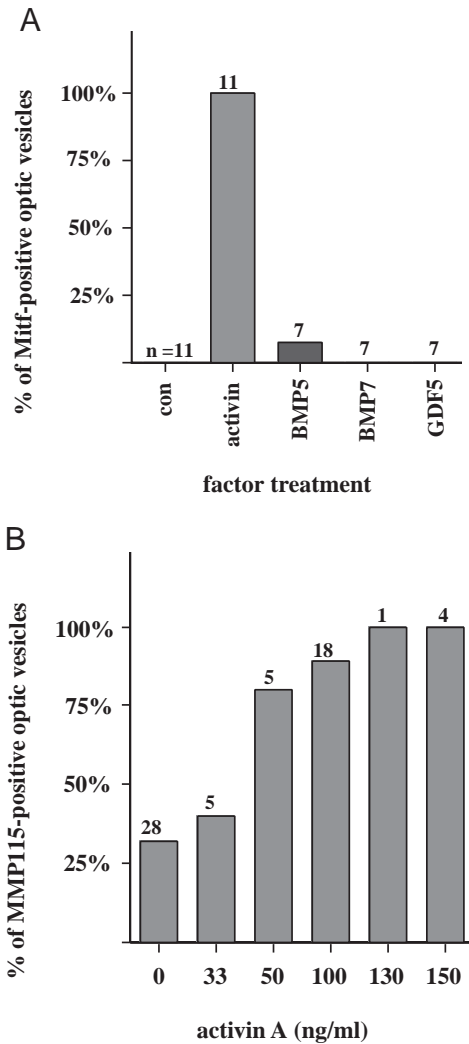 A
% of Mitf-positive optic vesicles
100%
75%
50%
25%
n =11
11
7
7
7
con
activin
BMP5
BMP7
GDF5
factor treatment
B
% of MMP115-positive optic vesicles
100%
75%
50%
25%
28
5
5
18
1
4
0 33 50 100 130 150
activin A (ng/ml)